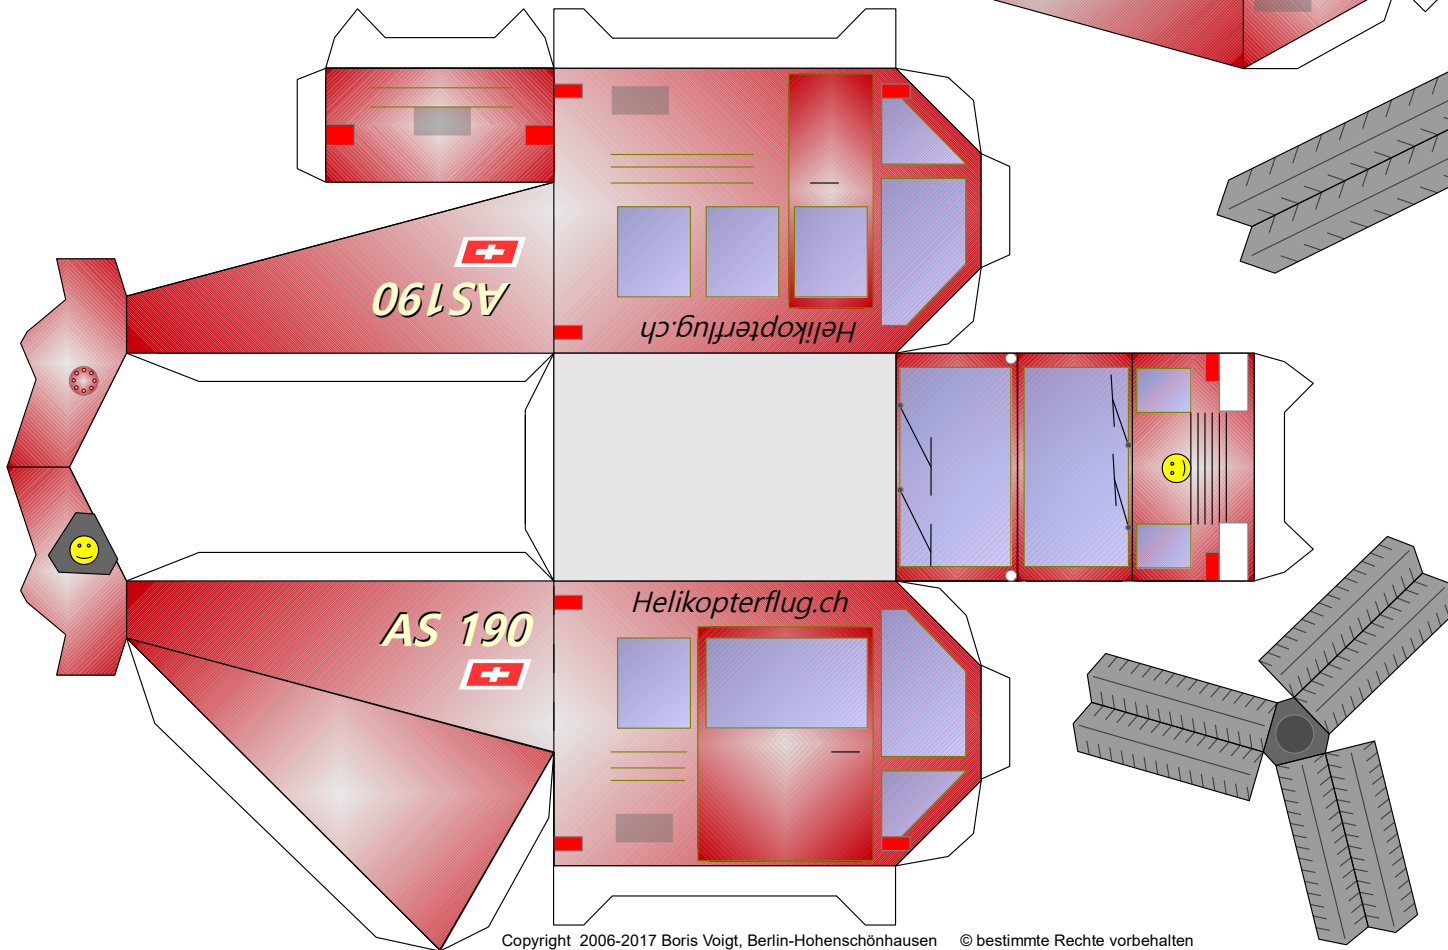 AS190
Helikopterflug.ch
Helikopterflug.ch
AS 190
Copyright 2006-2017 Boris Voigt, Berlin-Hohenschönhausen © bestimmte Rechte vorbehalten